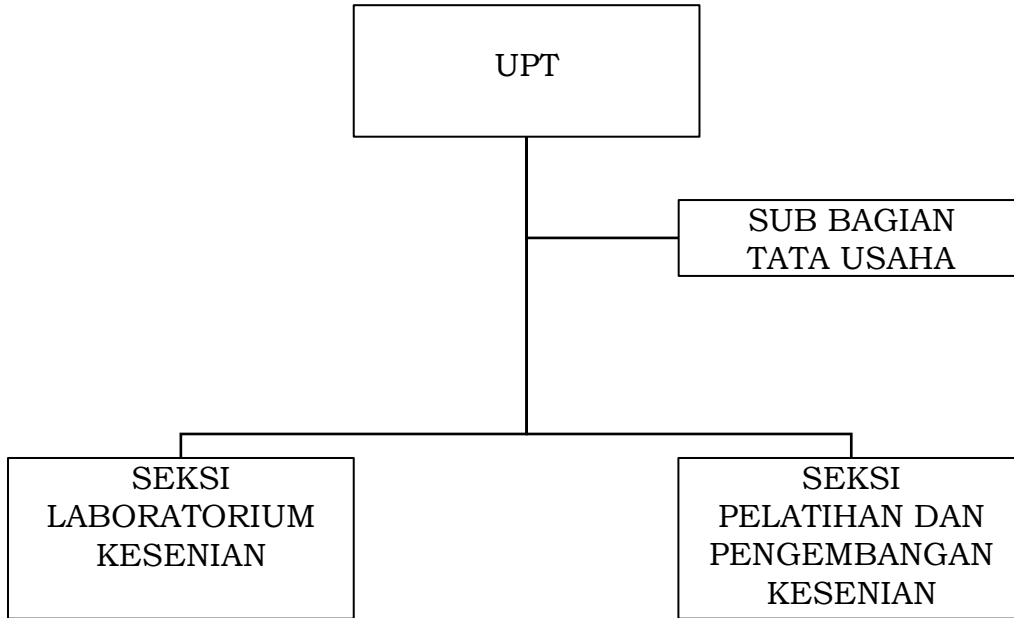 UPT
SUB BAGIAN
TATA USAHA
SEKSI
LABORATORIUM
KESENIAN
SEKSI
PELATIHAN DAN
PENGEMBANGAN
KESENIAN